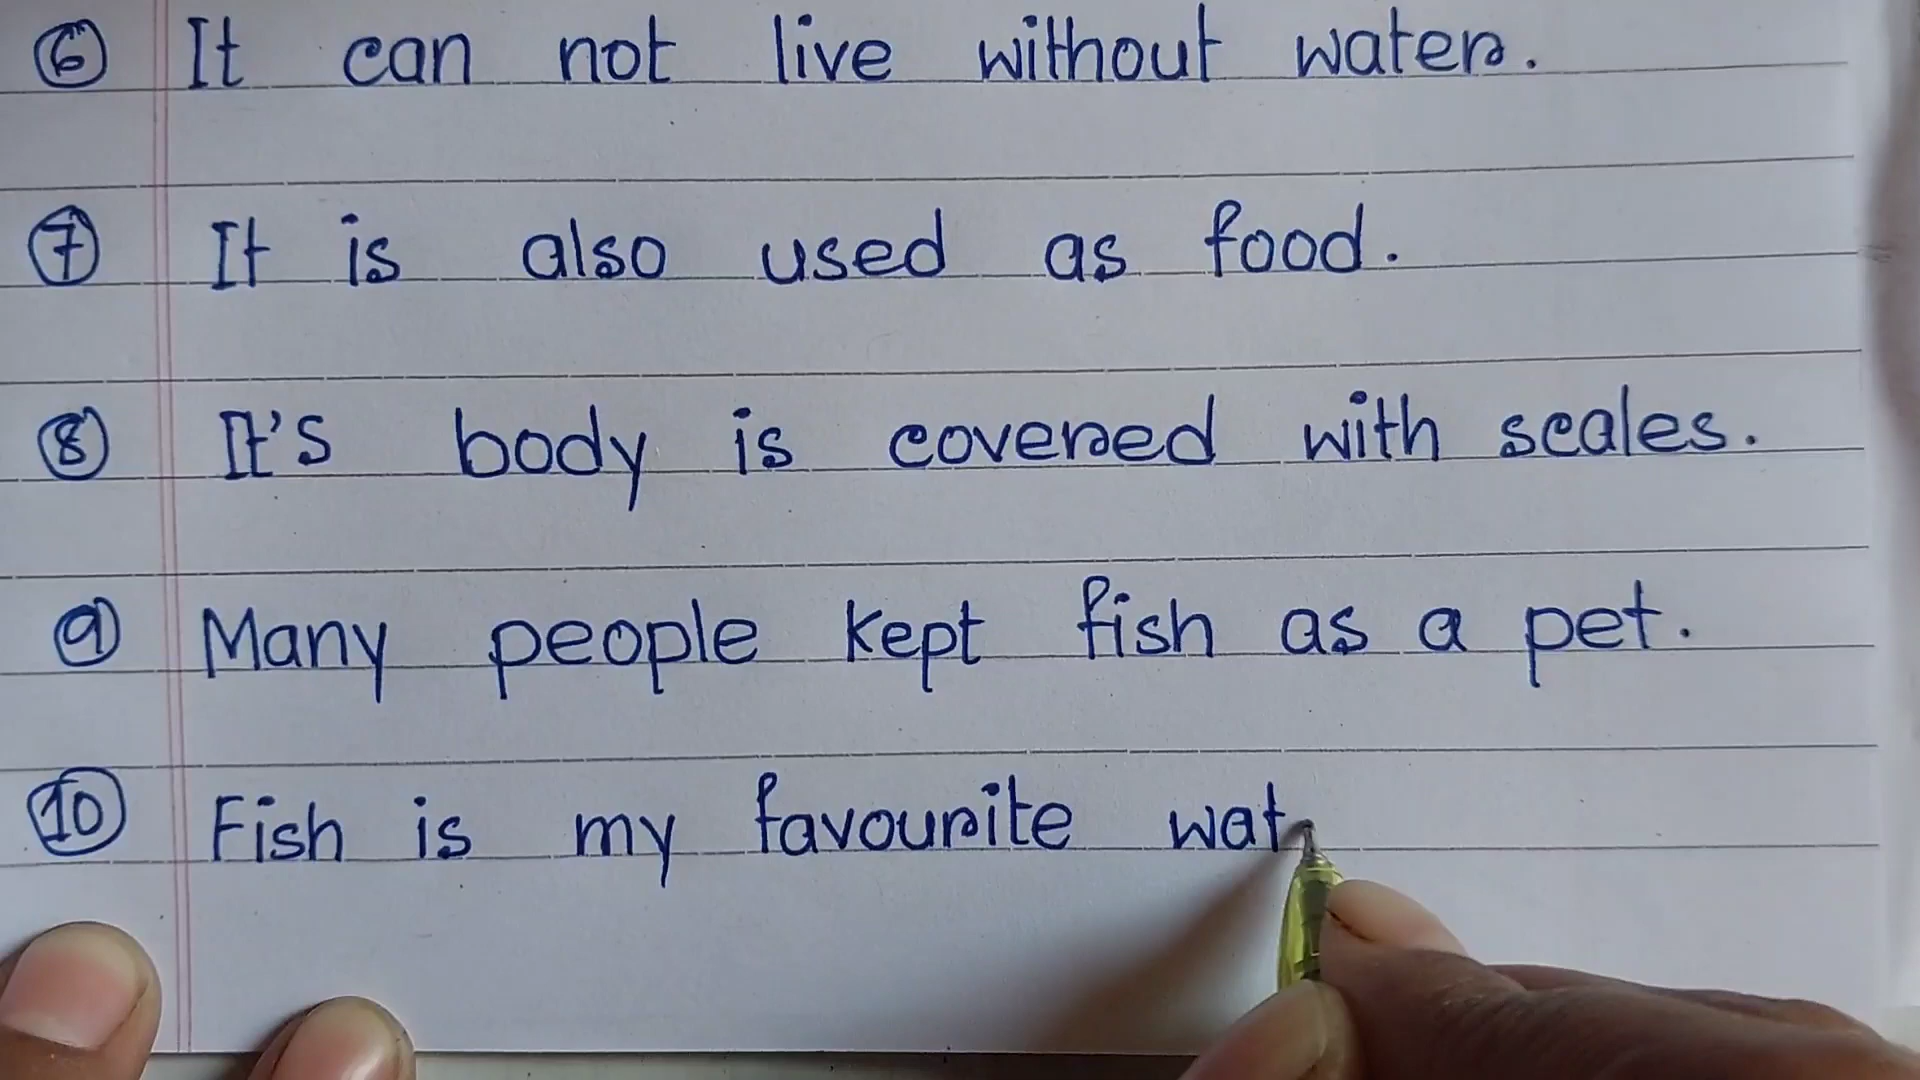 6 It can not live without water.
7 It is also used as food.
8 It's body is covered with scales.
9 Many people kept fish as a pet.
10 Fish is my favourite wat